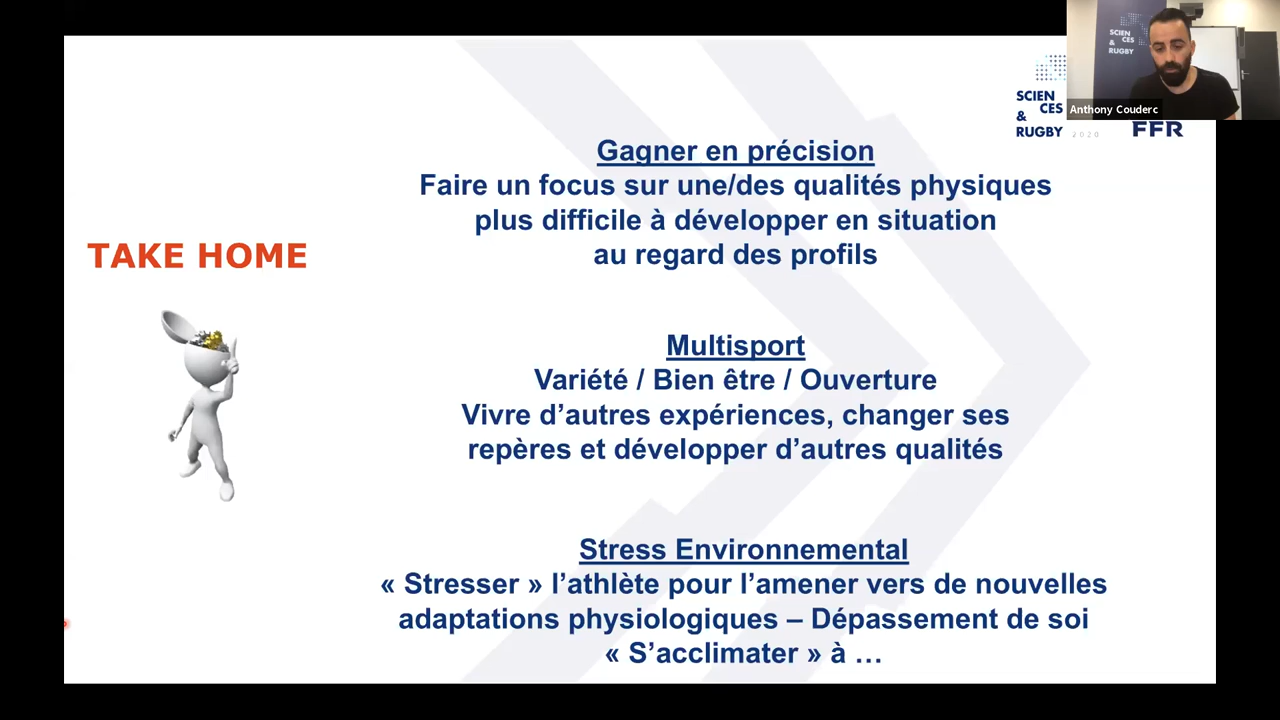 SCIEN
CES
&
RUGBY
Anthony Couderc
SCIEN
CES
&
RUGBY
2020
FFR
Gagner en précision
Faire un focus sur une/des qualités physiques
plus difficile à développer en situation
au regard des profils
TAKE HOME
Multisport
Variété / Bien être / Ouverture
Vivre d’autres expériences, changer ses
repères et développer d’autres qualités
Stress Environnemental
« Stresser » l’athlète pour l’amener vers de nouvelles
adaptations physiologiques – Dépassement de soi
« S’acclimater » à …